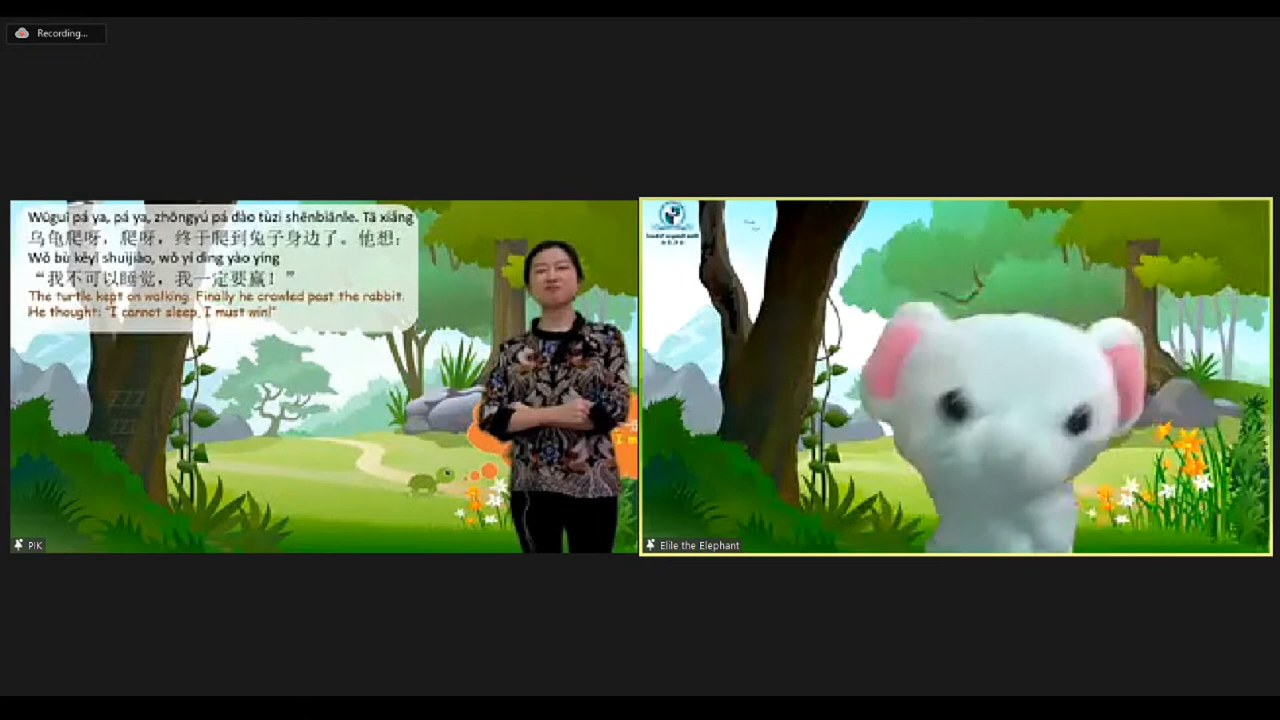 Recording...
Wūguī pá ya, pá ya, zhōngyú pá dào tùzi shēnbiānle. Tā xiǎng
乌龟爬呀，爬呀，终于爬到兔子身边了。他想：
Wǒ bù kěyǐ shuìjiào, wǒ yí dìng yào yíng
“我不可以睡觉，我一定要赢！”
The turtle kept on walking. Finally he crawled past the rabbit.
He thought: "I cannot sleep, I must win!"
PIK
Elile the Elephant